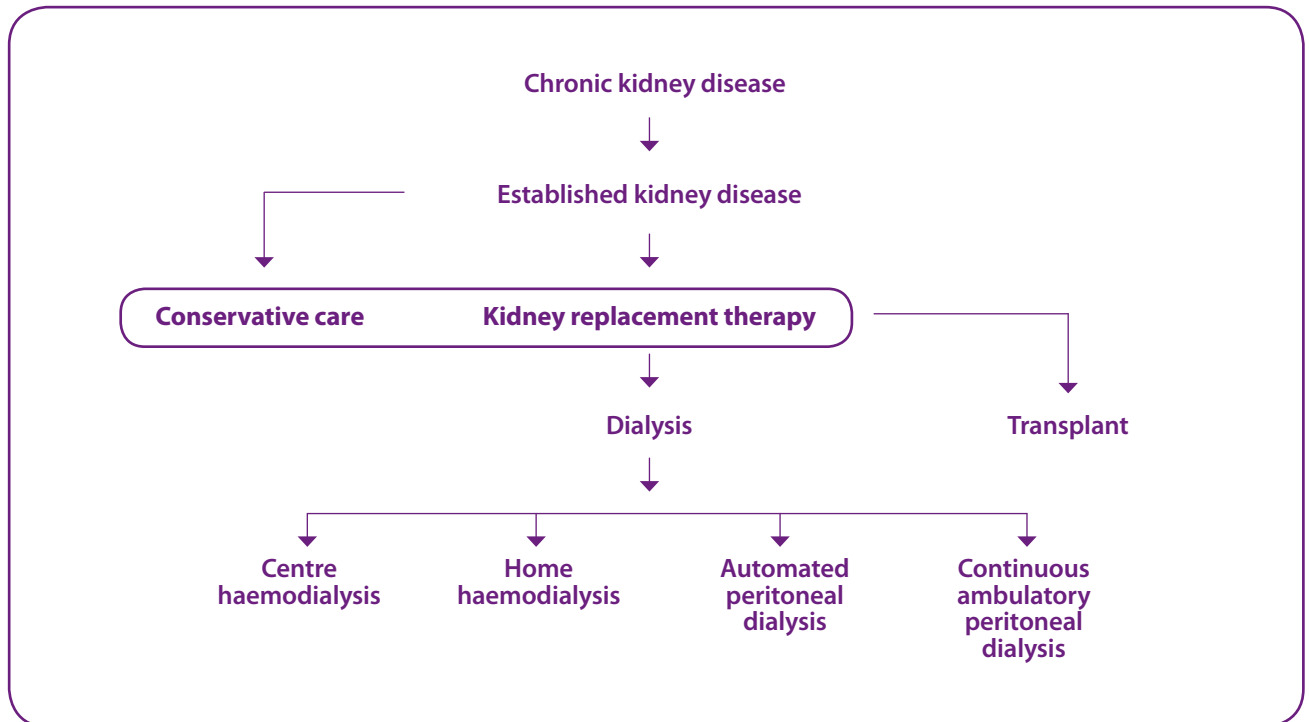 Chronic kidney disease
Established kidney disease
Conservative care
Kidney replacement therapy
Dialysis
Transplant
Centre
haemodialysis
Home
haemodialysis
Automated
peritoneal
dialysis
Continuous
ambulatory
peritoneal
dialysis